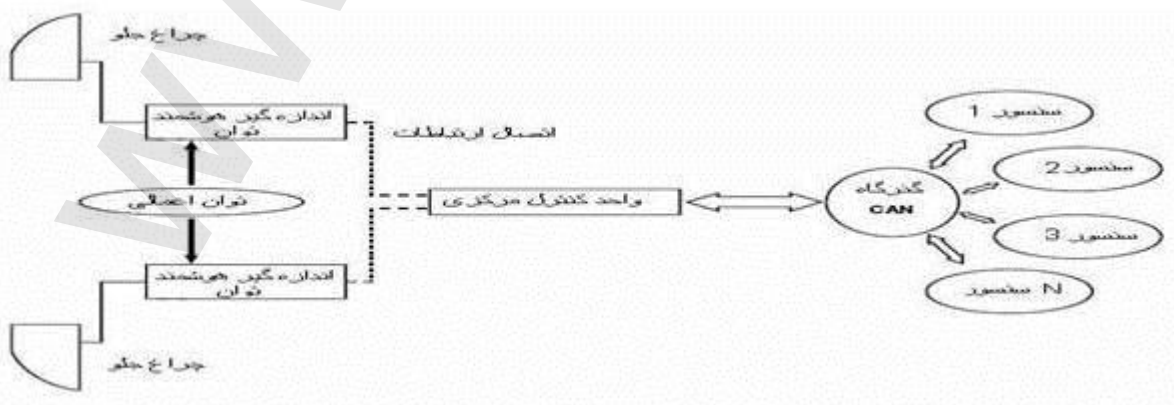 چراغ جلو
اندازه گیر هوشمند
توان
اتصال ارتباطات
توان اعمالی
واحد کنترل مرکزی
گذرگاه
CAN
سنسور 1
سنسور 2
سنسور 3
سنسور N
اندازه گیر هوشمند
توان
چراغ جلو